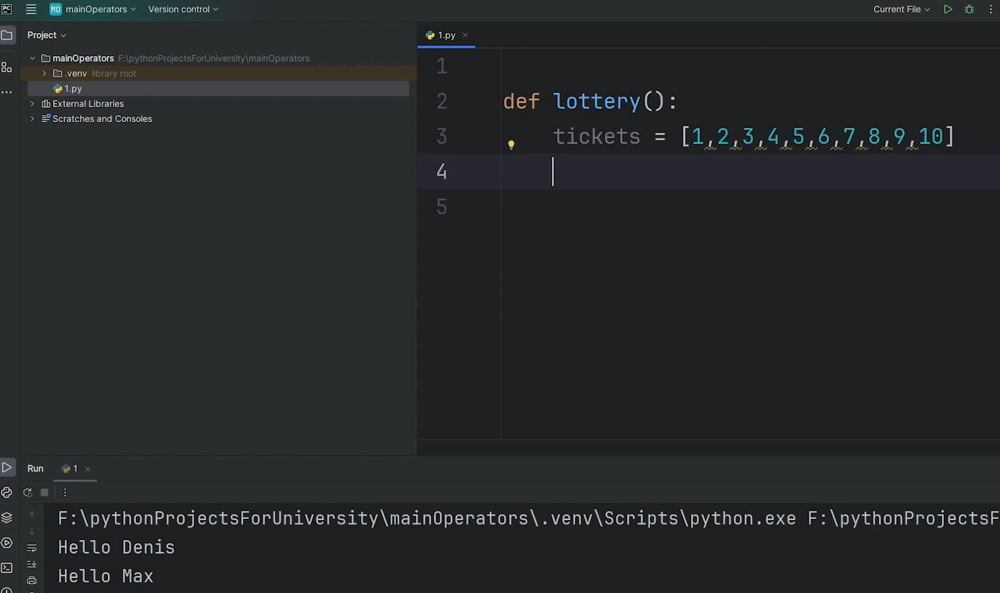 PC
MO mainOperators
Version control
Current File
Project
mainOperators F:\pythonProjectsForUniversity\mainOperators
.venv library root
1.py
External Libraries
Scratches and Consoles
1.py
1
2 def lottery():
3 tickets = [1,2,3,4,5,6,7,8,9,10]
4
5
Run 1
F:\pythonProjectsForUniversity\mainOperators\.venv\Scripts\python.exe F:\pythonProjectsF
Hello Denis
Hello Max